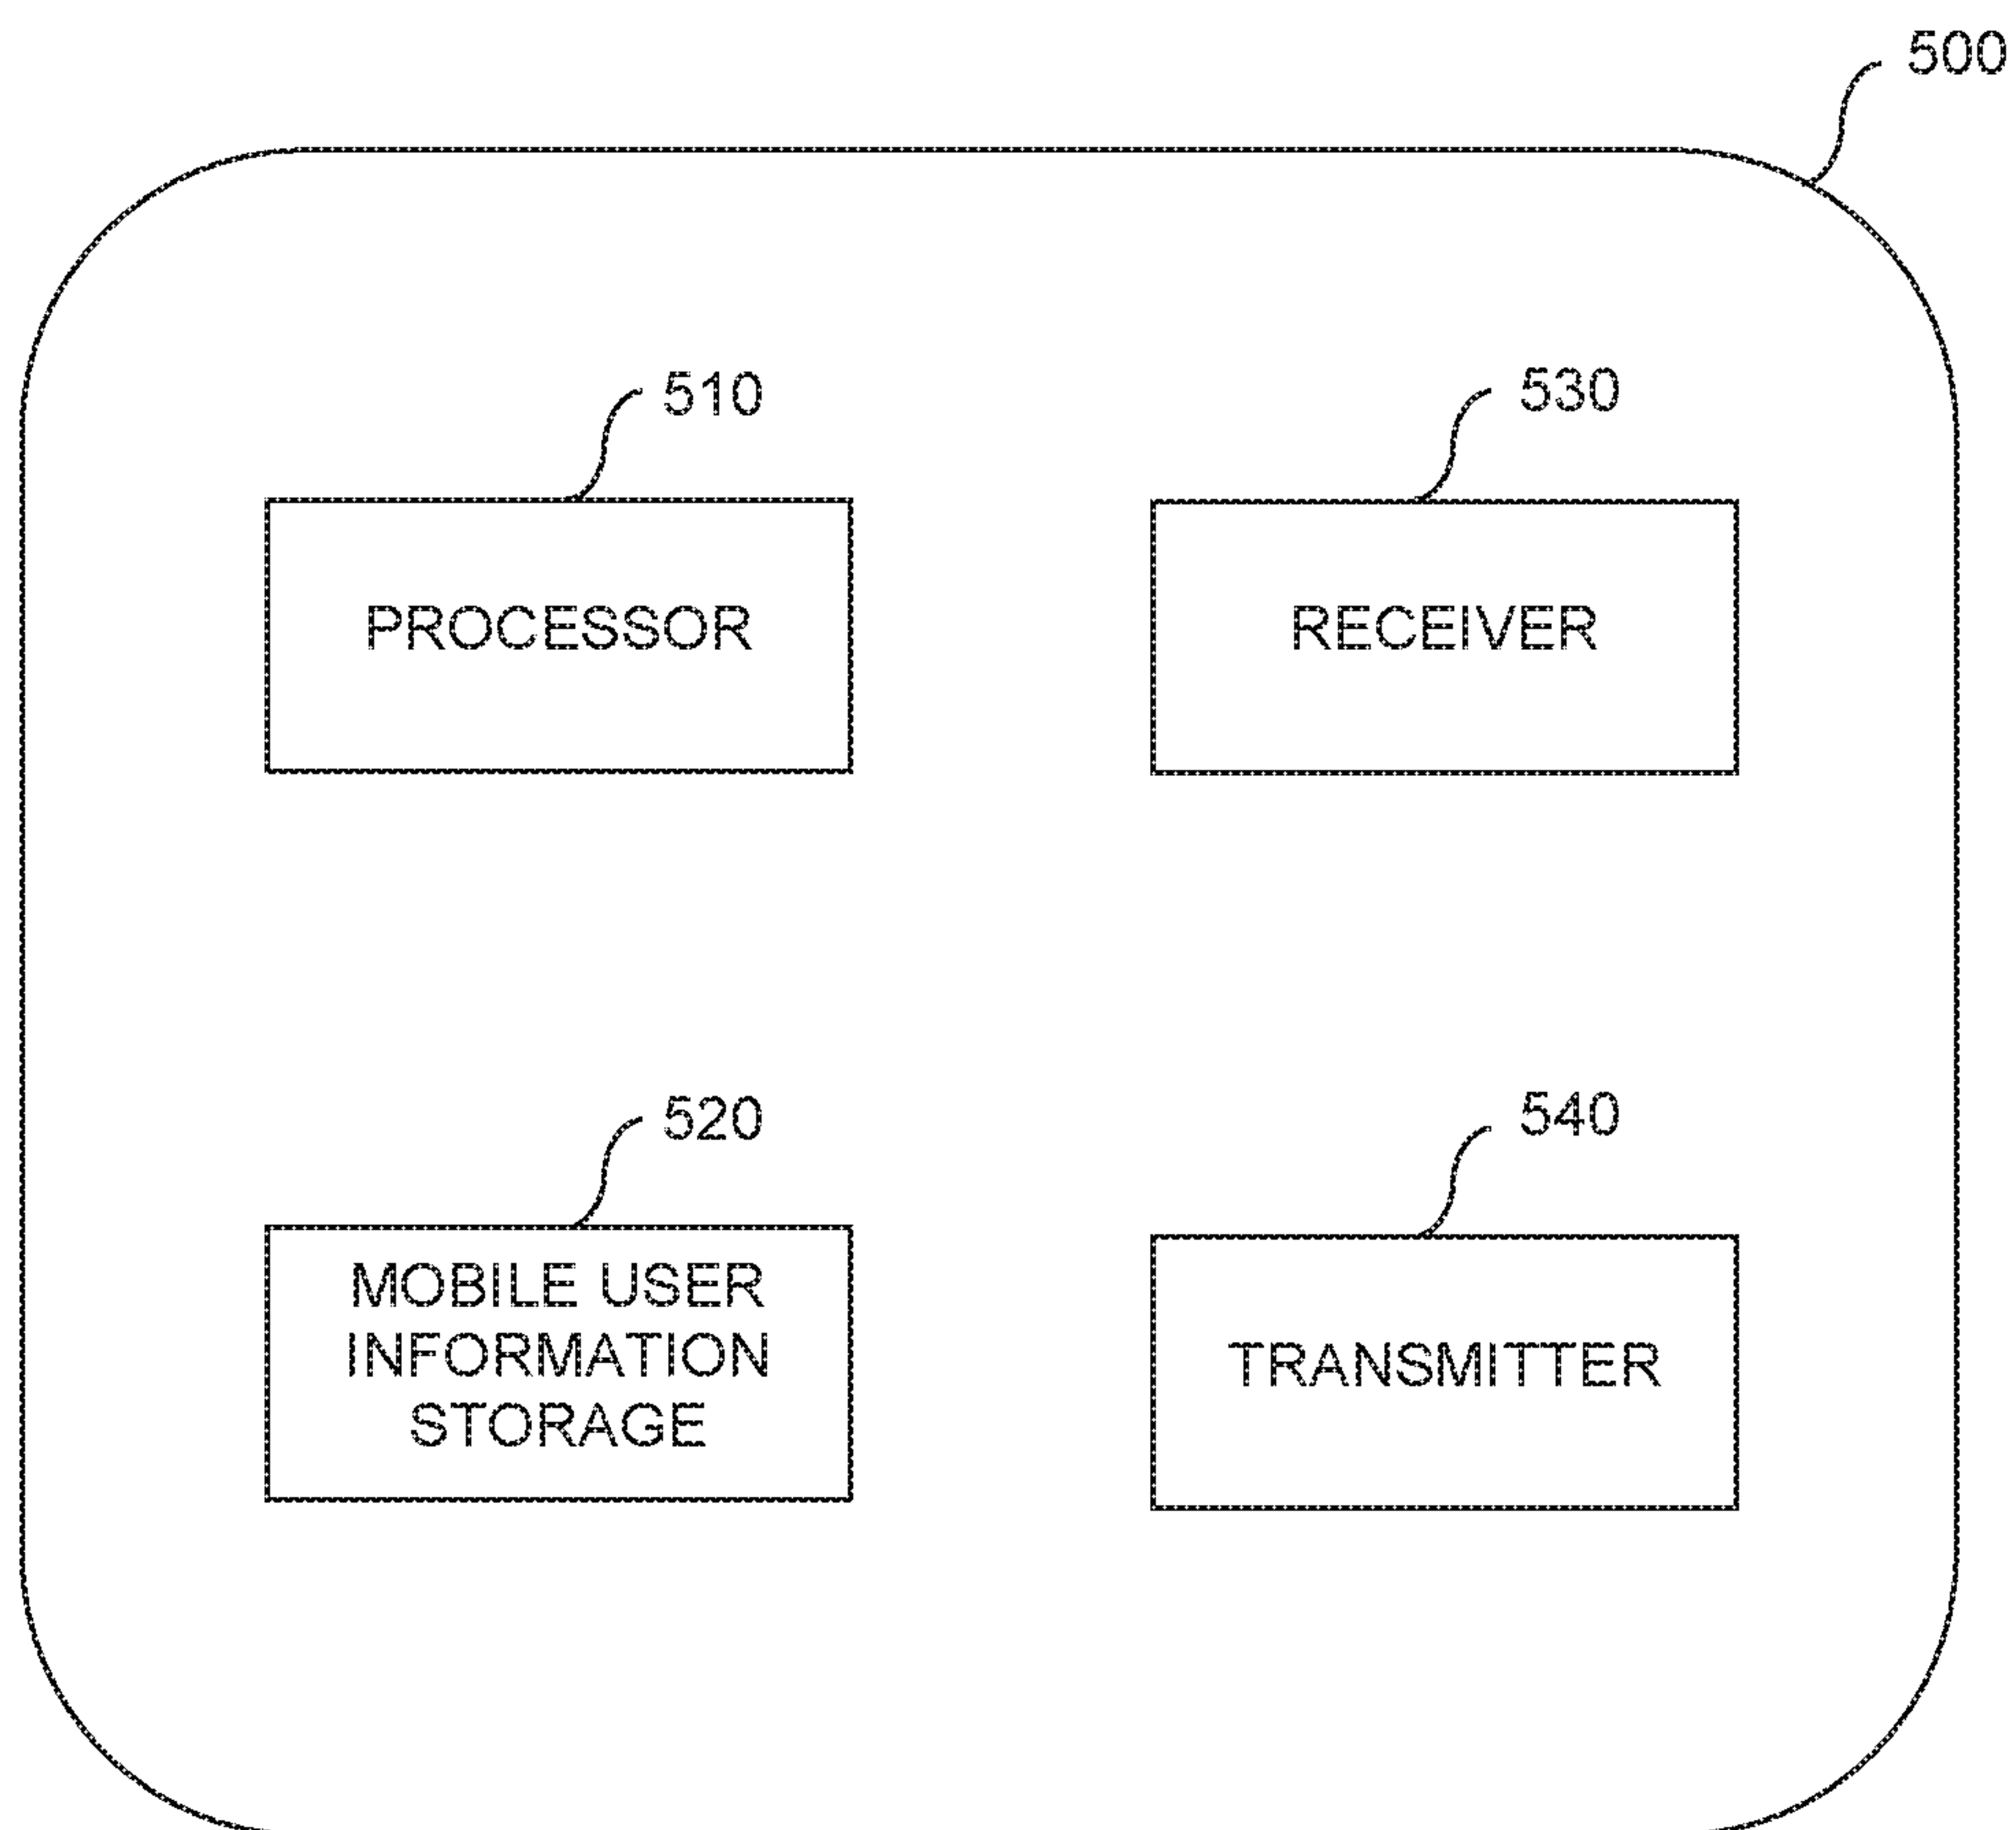 500
510
530
PROCESSOR
RECEIVER
520
540
MOBILE USER
INFORMATION
STORAGE
TRANSMITTER